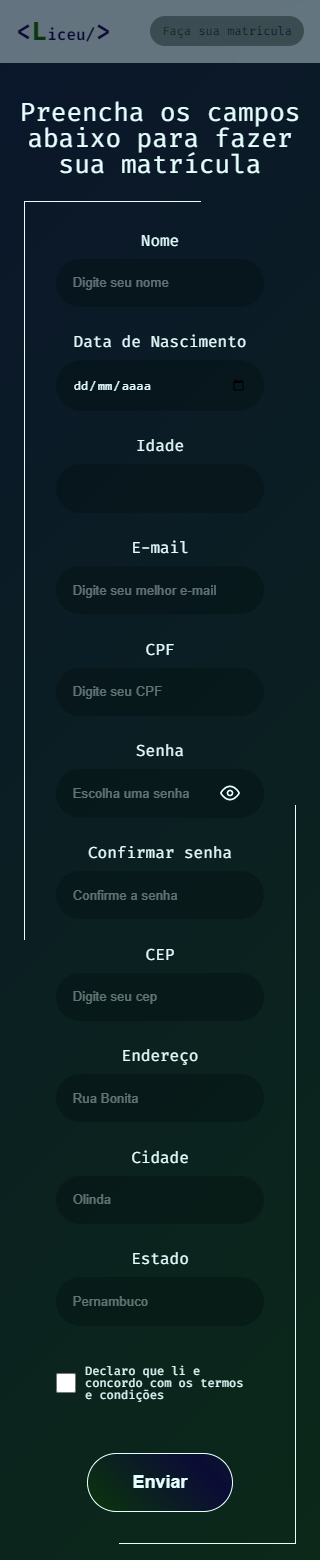 <Liceu/>
Faça sua matrícula
Preencha os campos
abaixo para fazer
sua matrícula
Nome
Digite seu nome
Data de Nascimento
dd/mm/aaaa
Idade
E-mail
Digite seu melhor e-mail
CPF
Digite seu CPF
Senha
Escolha uma senha
Confirmar senha
Confirme a senha
CEP
Digite seu cep
Endereço
Rua Bonita
Cidade
Olinda
Estado
Pernambuco
Declaro que li e
concordo com os termos
e condições
Enviar